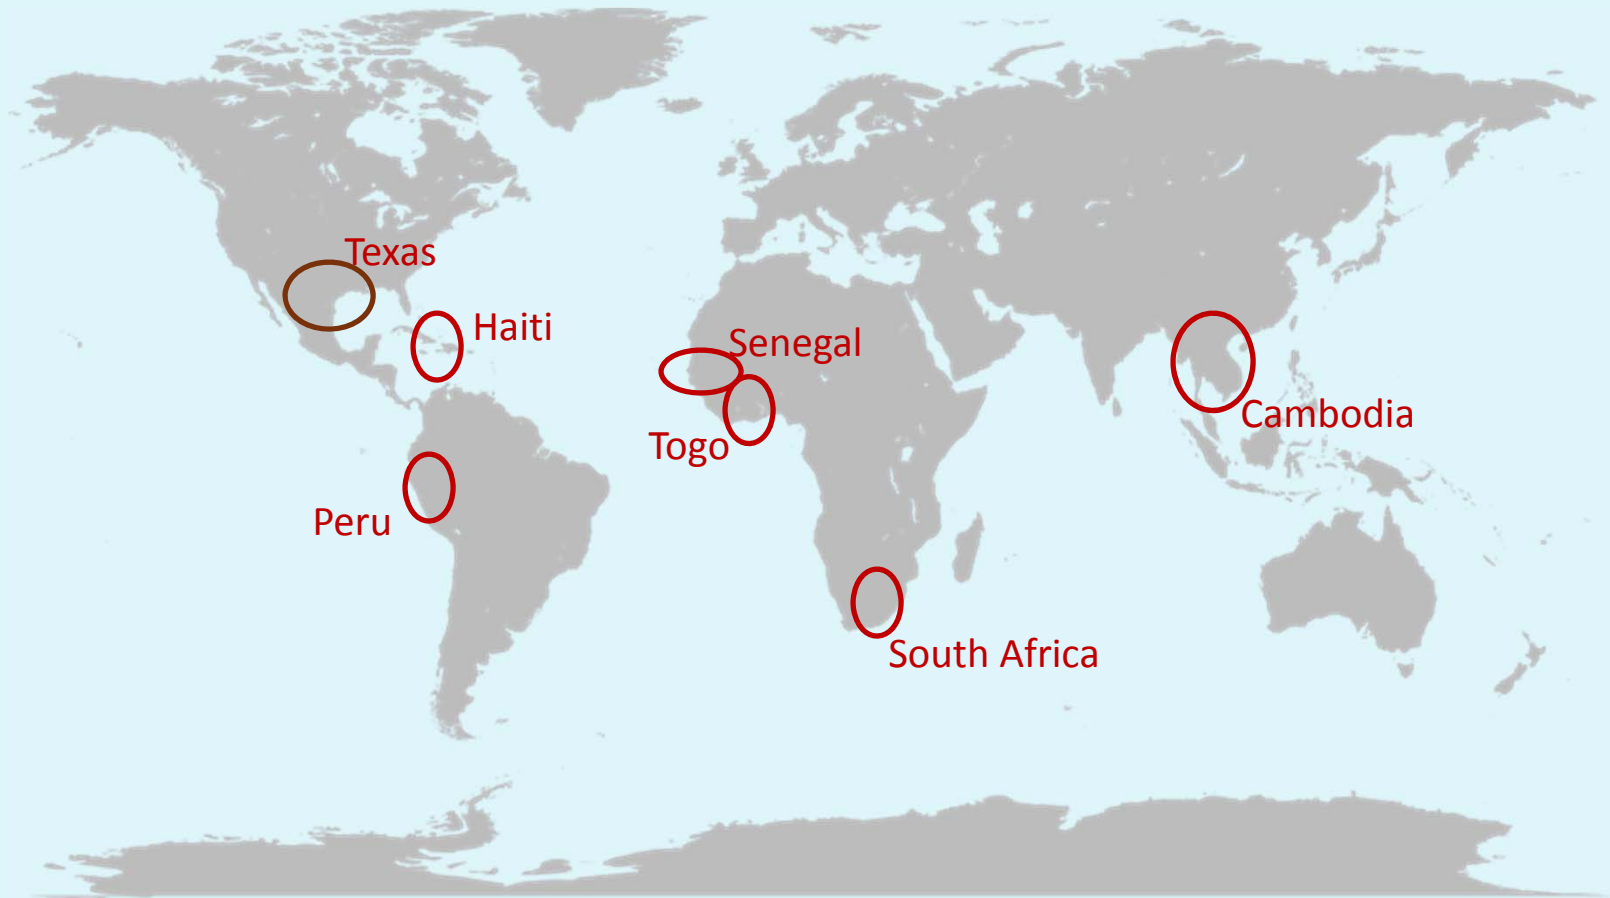 Texas
Haiti
Senegal
Togo
Cambodia
Peru
South Africa